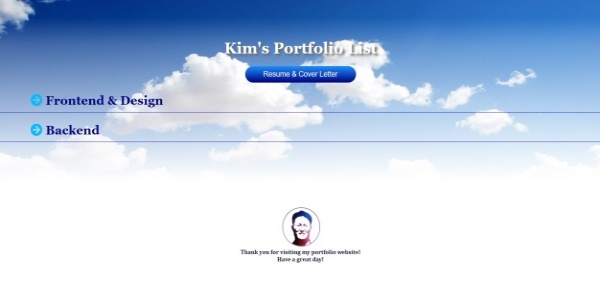 Kim's Portfolio List
Resume & Cover Letter
Frontend & Design
Backend
Thank you for visiting my portfolio website!
Have a great day!